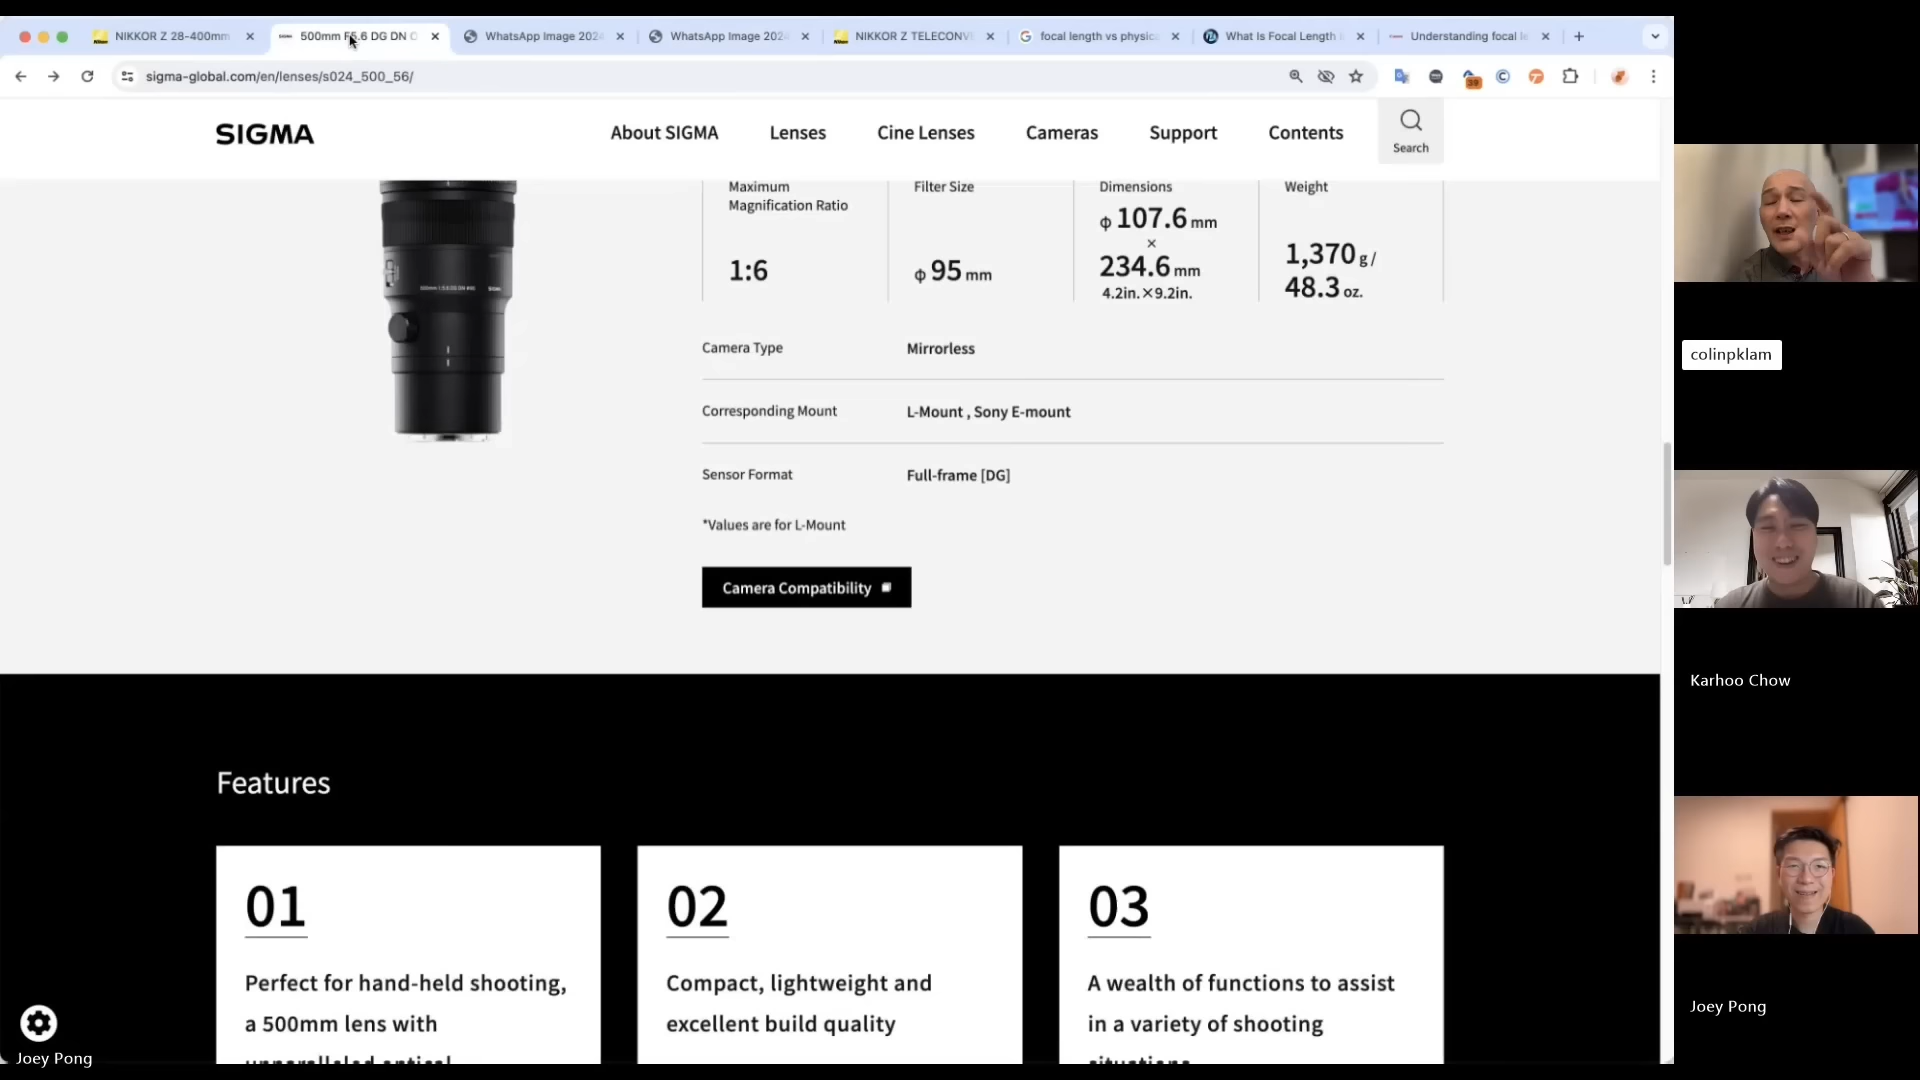 NIKKOR Z 28-400mm
500mm F5.6 DG DN O
WhatsApp Image 202
WhatsApp Image 202
NIKKOR Z TELECONV
focal length vs physic
What Is Focal Length
Understanding focal le
sigma-global.com/en/lenses/s024_500_56/
SIGMA
About SIGMA
Lenses
Cine Lenses
Cameras
Support
Contents
Search
Maximum
Magnification Ratio
1:6
Filter Size
φ 95 mm
Dimensions
φ 107.6 mm
×
234.6 mm
4.2in.×9.2in.
Weight
1,370 g /
48.3 oz.
Camera Type
Mirrorless
Corresponding Mount
L-Mount , Sony E-mount
Sensor Format
Full-frame [DG]
*Values are for L-Mount
Camera Compatibility
Features
01
Perfect for hand-held shooting,
a 500mm lens with
unparalleled optical
02
Compact, lightweight and
excellent build quality
03
A wealth of functions to assist
in a variety of shooting
situations
Joey Pong
colinpklam
Karhoo Chow
Joey Pong